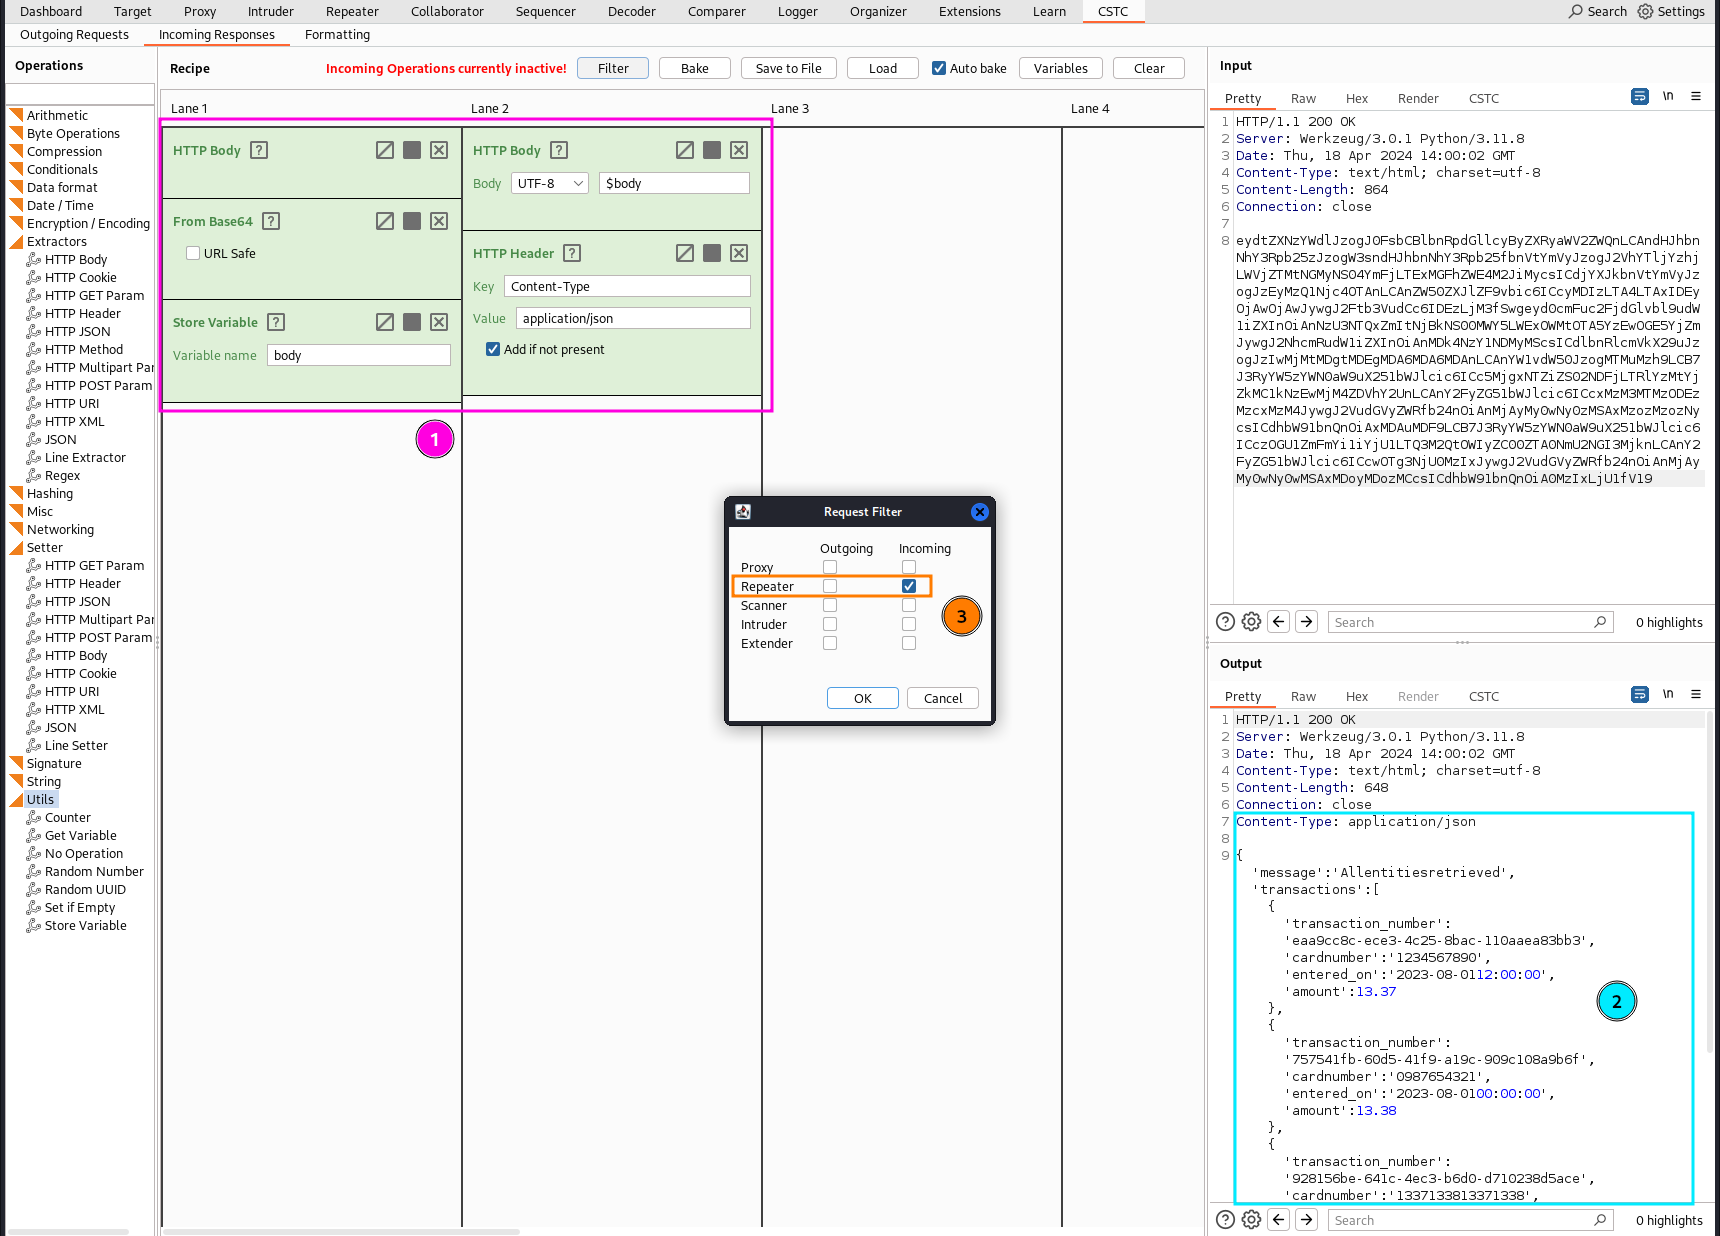 Dashboard Target Proxy Intruder Repeater Collaborator Sequencer Decoder Comparer Logger Organizer Extensions Learn CSTC Search Settings
Outgoing Requests Incoming Responses Formatting
Operations
Arithmetic
Byte Operations
Compression
Conditionals
Data format
Date / Time
Encryption / Encoding
Extractors
HTTP Body
HTTP Cookie
HTTP GET Param
HTTP Header
HTTP JSON
HTTP Method
HTTP Multipart Par
HTTP POST Param
HTTP URI
HTTP XML
JSON
Line Extractor
Regex
Hashing
Misc
Networking
Setter
HTTP GET Param
HTTP Header
HTTP JSON
HTTP Multipart Par
HTTP POST Param
HTTP Body
HTTP Cookie
HTTP URI
HTTP XML
JSON
Line Setter
Signature
String
Utils
Counter
Get Variable
No Operation
Random Number
Random UUID
Set if Empty
Store Variable
Recipe Incoming Operations currently inactive! Filter Bake Save to File Load Auto bake Variables Clear
Lane 1 Lane 2 Lane 3 Lane 4
HTTP Body ?
From Base64 ?
URL Safe
Store Variable ?
Variable name body
HTTP Body ?
Body UTF-8 $body
HTTP Header ?
Key Content-Type
Value application/json
Add if not present
1
Request Filter
Outgoing Incoming
Proxy
Repeater
Scanner
Intruder
Extender
3
OK Cancel
Input
Pretty Raw Hex Render CSTC \n
1 HTTP/1.1 200 OK
2 Server: Werkzeug/3.0.1 Python/3.11.8
3 Date: Thu, 18 Apr 2024 14:00:02 GMT
4 Content-Type: text/html; charset=utf-8
5 Content-Length: 864
6 Connection: close
7
8
? Search 0 highlights
Output
Pretty Raw Hex Render CSTC \n
1 HTTP/1.1 200 OK
2 Server: Werkzeug/3.0.1 Python/3.11.8
3 Date: Thu, 18 Apr 2024 14:00:02 GMT
4 Content-Type: text/html; charset=utf-8
5 Content-Length: 648
6 Connection: close
7 Content-Type: application/json
8
9 {
'message':'Allentitiesretrieved',
'transactions':[
{
'transaction_number':
'eaa9cc8c-ece3-4c25-8bac-110aaea83bb3',
'cardnumber':'1234567890',
'entered_on':'2023-08-0112:00:00',
'amount':13.37
},
{
'transaction_number':
'757541fb-60d5-41f9-a19c-909c108a9b6f',
'cardnumber':'0987654321',
'entered_on':'2023-08-0100:00:00',
'amount':13.38
},
{
'transaction_number':
'928156be-641c-4ec3-b6d0-d710238d5ace',
'cardnumber':'1337133813371338',
2
? Search 0 highlights